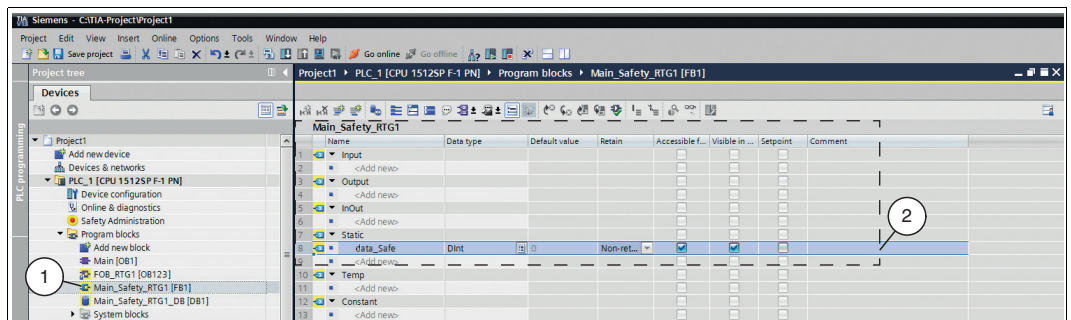 Siemens - C:\TIA-Project\Project1
Project Edit View Insert Online Options Tools Window Help
Save project Go online Go offline
Project tree
Project1 PLC_1 [CPU 1512SP F-1 PN] Program blocks Main_Safety_RTG1 [FB1]
Devices
PLC programming
Main_Safety_RTG1
Name Data type Default value Retain Accessible f... Visible in ... Setpoint Comment
Project1
Add new device
Devices & networks
PLC_1 [CPU 1512SP F-1 PN]
Device configuration
Online & diagnostics
Safety Administration
Program blocks
Add new block
Main [OB1]
FOB_RTG1 [OB123]
Main_Safety_RTG1 [FB1]
Main_Safety_RTG1_DB [DB1]
System blocks
1 Input
2 <Add new>
3 Output
4 <Add new>
5 InOut
6 <Add new>
7 Static
8 data_Safe DInt 0 Non-ret...
9 <Add new>
10 Temp
11 <Add new>
12 Constant
13 <Add new>
1
2